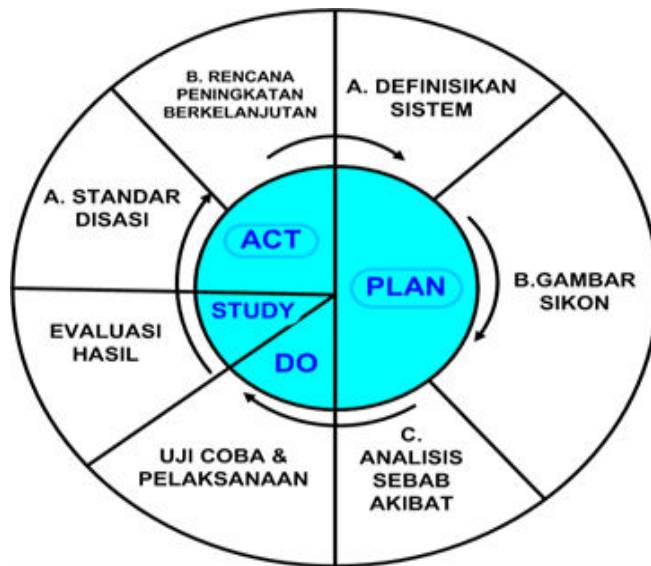 B. RENCANA
PENINGKATAN
BERKELANJUTAN
A. DEFINISIKAN
SISTEM
A. STANDAR
DISASI
ACT
PLAN
B.GAMBAR
SIKON
STUDY
EVALUASI
HASIL
DO
UJI COBA &
PELAKSANAAN
C.
ANALISIS
SEBAB
AKIBAT